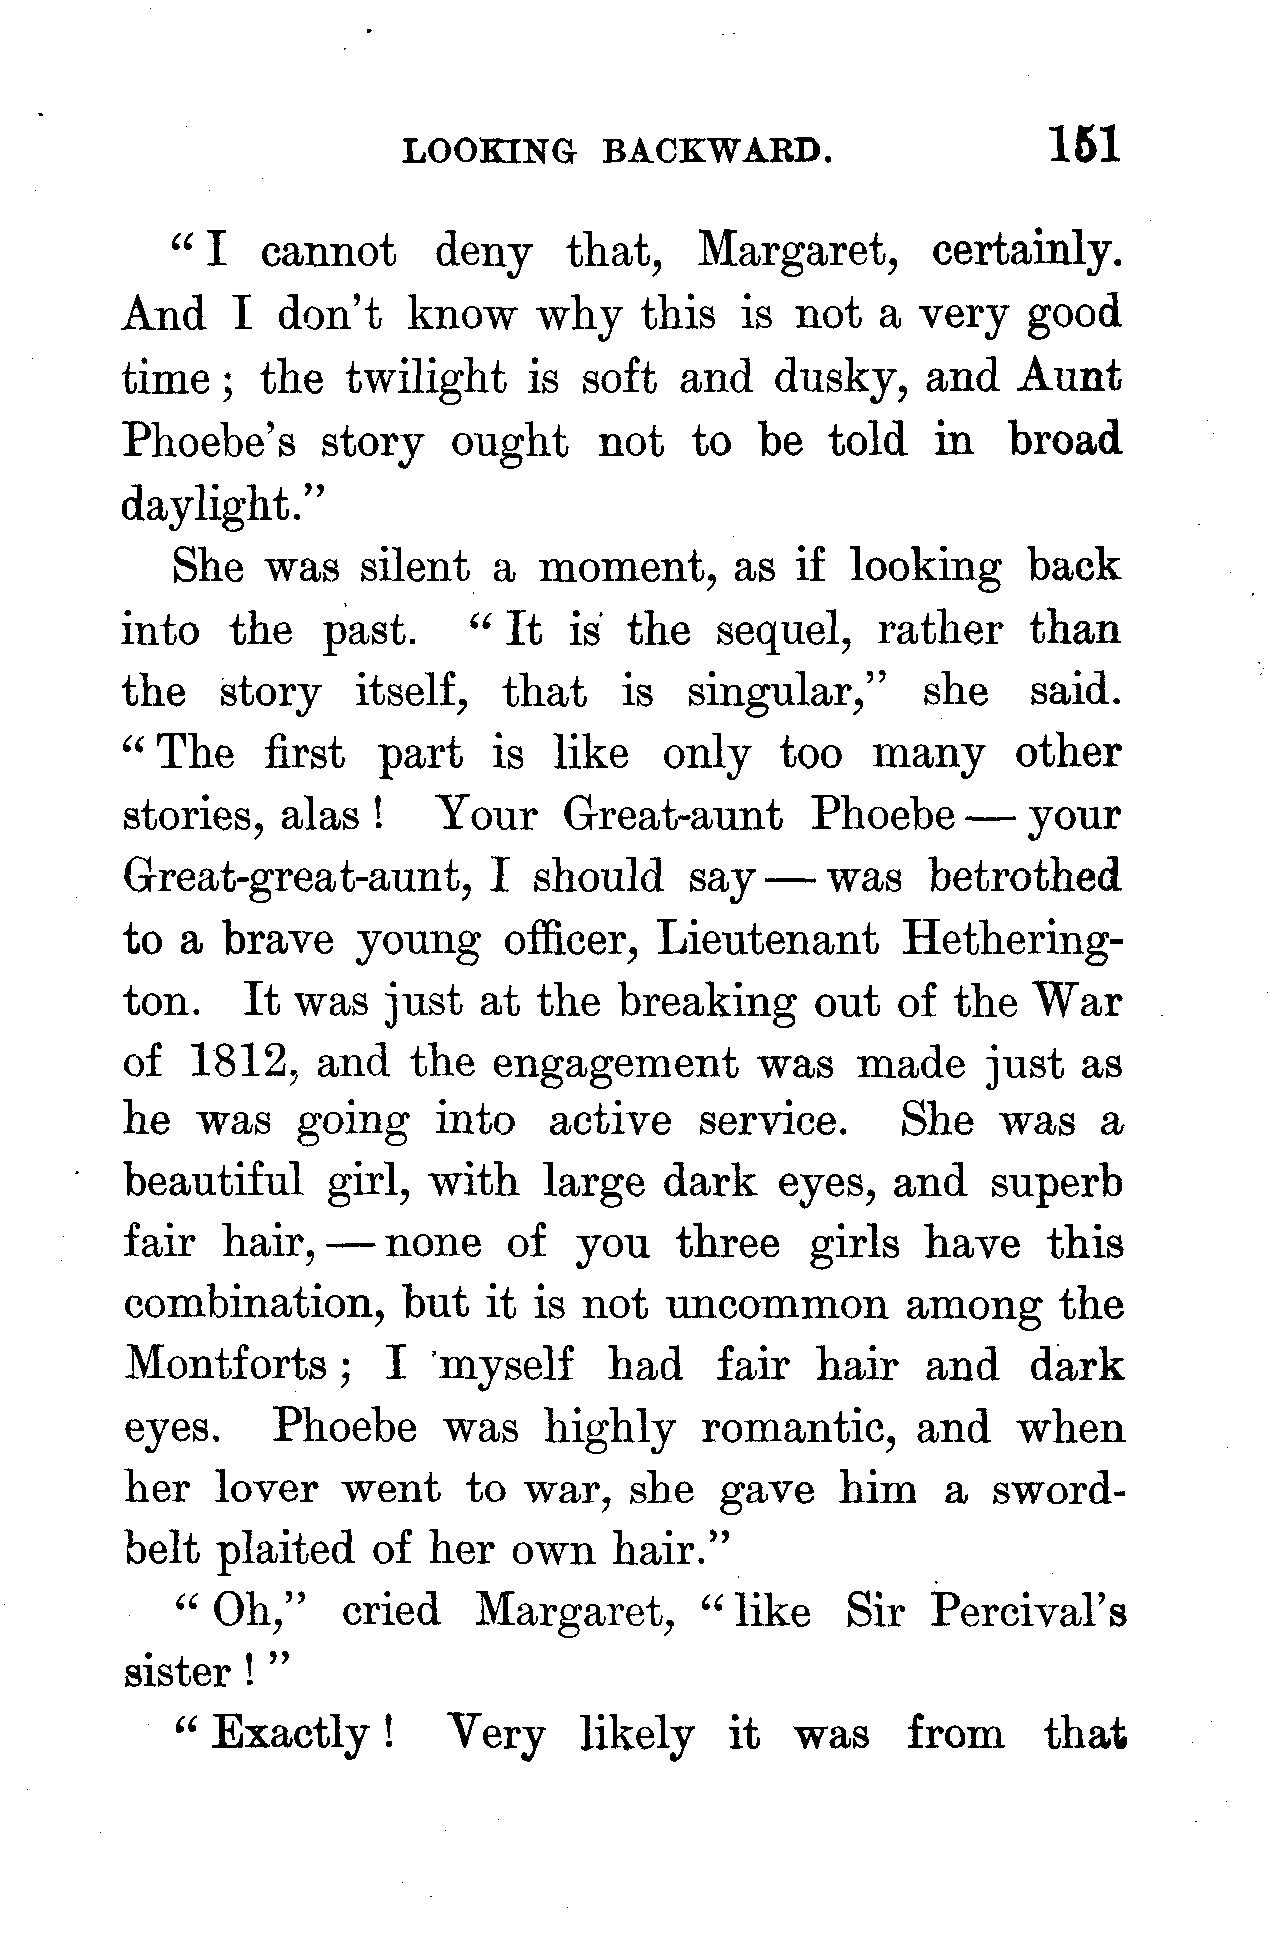 LOOKING BACKWARD. 151
“ I cannot deny that, Margaret, certainly.
And I don’t know why this is not a very good
time ; the twilight is soft and dusky, and Aunt
Phoebe’s story ought not to be told in broad
daylight.”
She was silent a moment, as if looking back
into the past. “ It is the sequel, rather than
the story itself, that is singular,” she said.
“ The first part is like only too many other
stories, alas ! Your Great-aunt Phoebe — your
Great-great-aunt, I should say — was betrothed
to a brave young officer, Lieutenant Hethering-
ton. It was just at the breaking out of the War
of 1812, and the engagement was made just as
he was going into active service. She was a
beautiful girl, with large dark eyes, and superb
fair hair, — none of you three girls have this
combination, but it is not uncommon among the
Montforts ; I myself had fair hair and dark
eyes. Phoebe was highly romantic, and when
her lover went to war, she gave him a sword-
belt plaited of her own hair.”
“ Oh,” cried Margaret, “ like Sir Percival’s
sister ! ”
“ Exactly ! Very likely it was from that